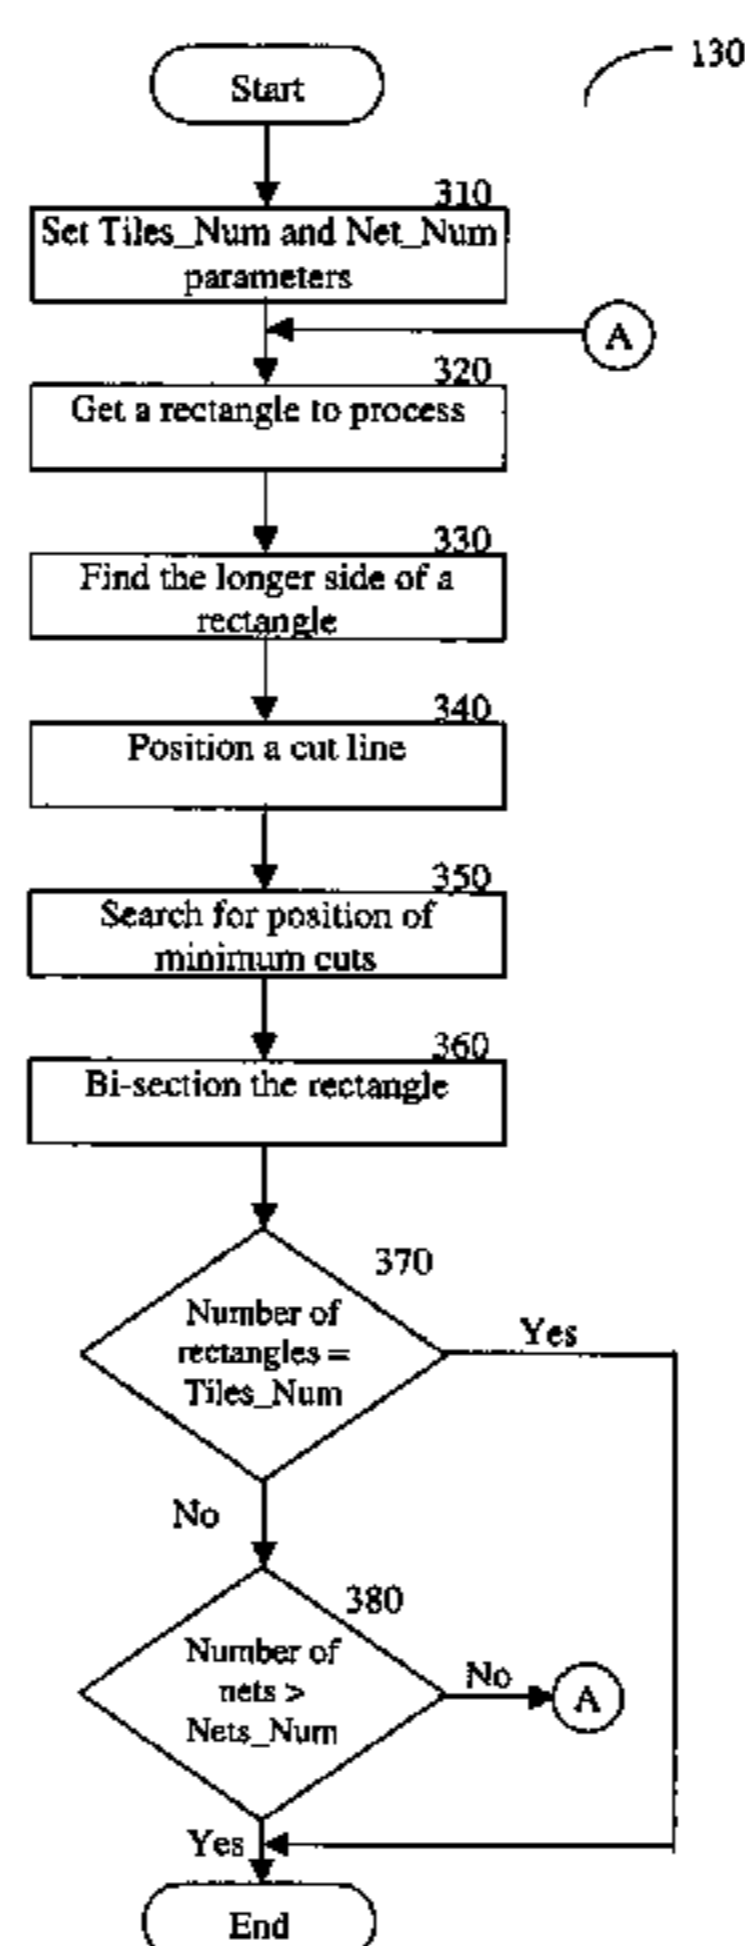 130
Start
310
Set Tiles_Num and Net_Num
parameters
A
320
Get a rectangle to process
330
Find the longer side of a
rectangle
340
Position a cut line
350
Search for position of
minimum cuts
360
Bi-section the rectangle
370
Number of
rectangles =
Tiles_Num
Yes
No
380
Number of
nets >
Nets_Num
No
A
Yes
End